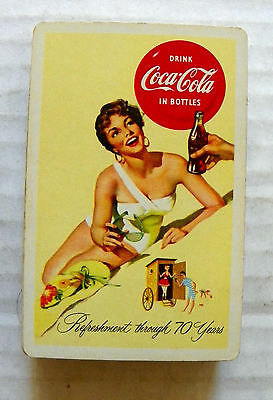 DRINK
Coca-Cola
IN BOTTLES
Refreshment through 70 Years